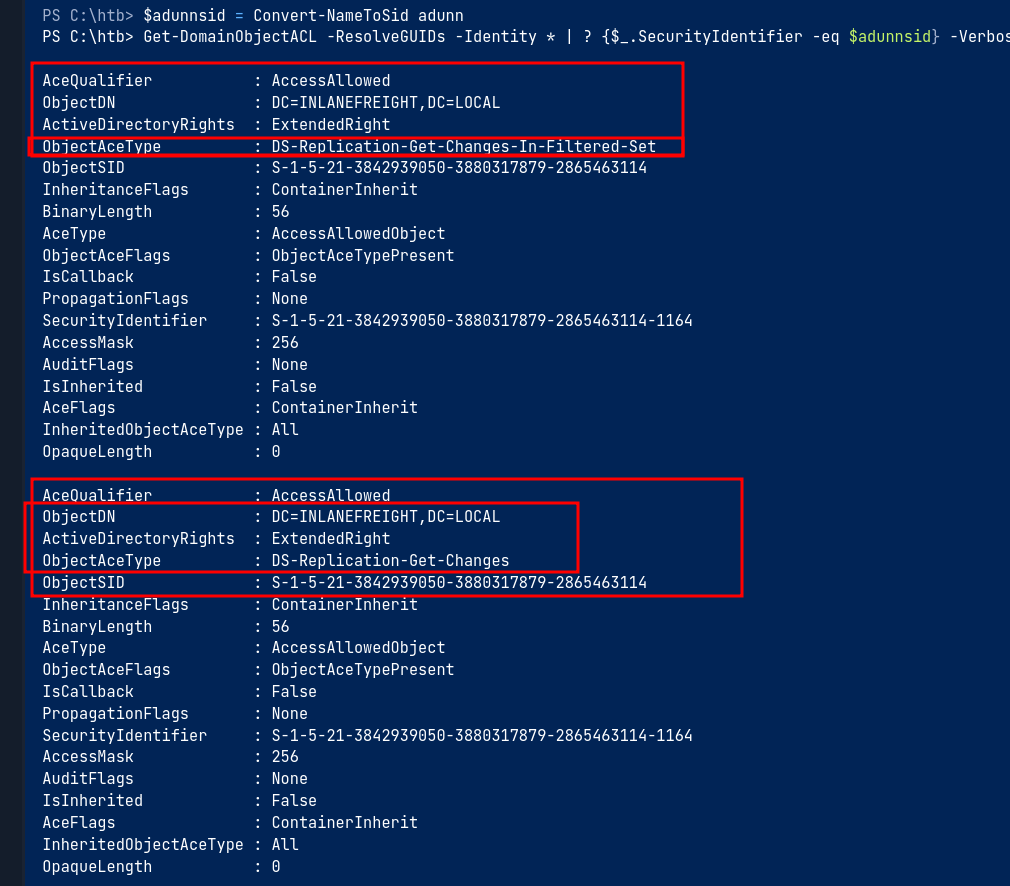 PS C:\htb> $adunnsid = Convert-NameToSid adunn
PS C:\htb> Get-DomainObjectACL -ResolveGUIDs -Identity * | ? {$_.SecurityIdentifier -eq $adunnsid} -Verbos
AceQualifier : AccessAllowed
ObjectDN : DC=INLANEFREIGHT,DC=LOCAL
ActiveDirectoryRights : ExtendedRight
ObjectAceType : DS-Replication-Get-Changes-In-Filtered-Set
ObjectSID : S-1-5-21-3842939050-3880317879-2865463114
InheritanceFlags : ContainerInherit
BinaryLength : 56
AceType : AccessAllowedObject
ObjectAceFlags : ObjectAceTypePresent
IsCallback : False
PropagationFlags : None
SecurityIdentifier : S-1-5-21-3842939050-3880317879-2865463114-1164
AccessMask : 256
AuditFlags : None
IsInherited : False
AceFlags : ContainerInherit
InheritedObjectAceType : All
OpaqueLength : 0
AceQualifier : AccessAllowed
ObjectDN : DC=INLANEFREIGHT,DC=LOCAL
ActiveDirectoryRights : ExtendedRight
ObjectAceType : DS-Replication-Get-Changes
ObjectSID : S-1-5-21-3842939050-3880317879-2865463114
InheritanceFlags : ContainerInherit
BinaryLength : 56
AceType : AccessAllowedObject
ObjectAceFlags : ObjectAceTypePresent
IsCallback : False
PropagationFlags : None
SecurityIdentifier : S-1-5-21-3842939050-3880317879-2865463114-1164
AccessMask : 256
AuditFlags : None
IsInherited : False
AceFlags : ContainerInherit
InheritedObjectAceType : All
OpaqueLength : 0